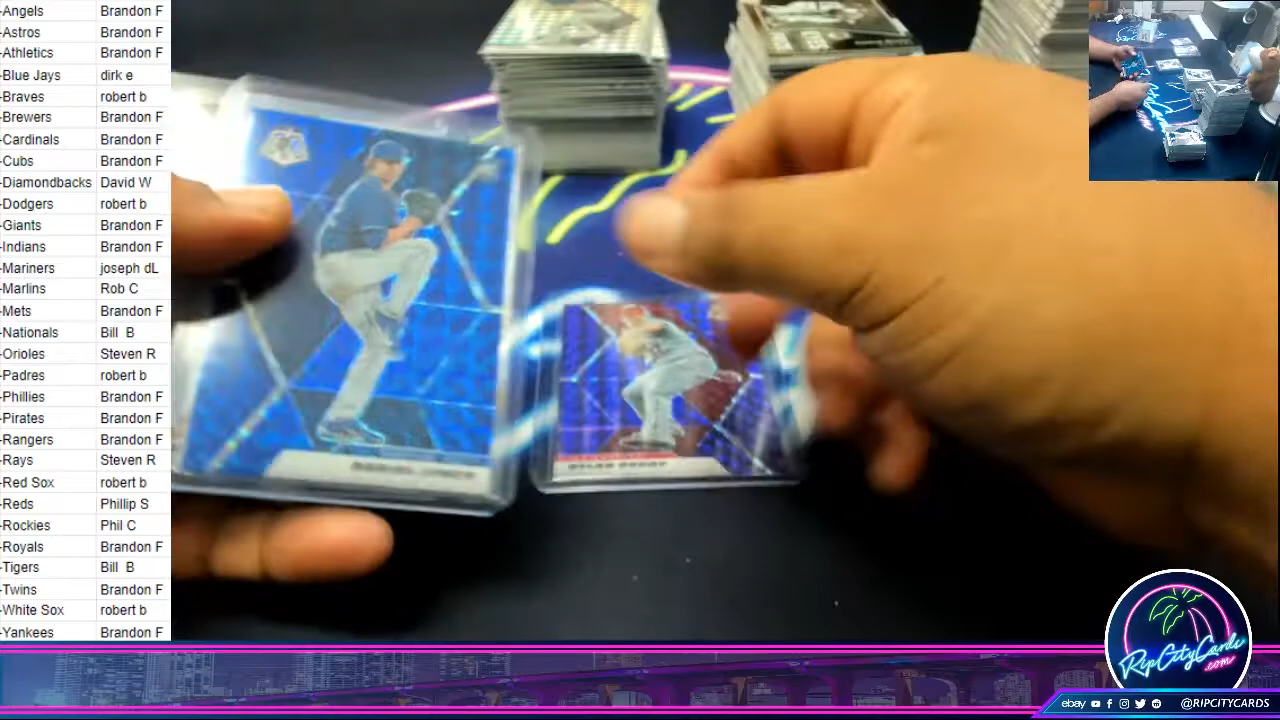 -Angels Brandon F
-Astros Brandon F
-Athletics Brandon F
-Blue Jays dirk e
-Braves robert b
-Brewers Brandon F
-Cardinals Brandon F
-Cubs Brandon F
-Diamondbacks David W
-Dodgers robert b
-Giants Brandon F
-Indians Brandon F
-Mariners joseph dL
-Marlins Rob C
-Mets Brandon F
-Nationals Bill B
-Orioles Steven R
-Padres robert b
-Phillies Brandon F
-Pirates Brandon F
-Rangers Brandon F
-Rays Steven R
-Red Sox robert b
-Reds Phillip S
-Rockies Phil C
-Royals Brandon F
-Tigers Bill B
-Twins Brandon F
-White Sox robert b
-Yankees Brandon F
RipCityCards
.com
ebay @RIPCITYCARDS